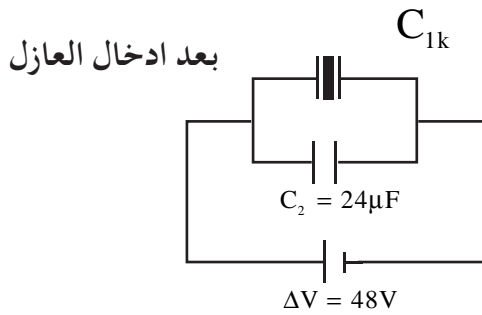 C₁ₖ
بعد ادخال العازل
C₂ = 24μF
ΔV = 48V